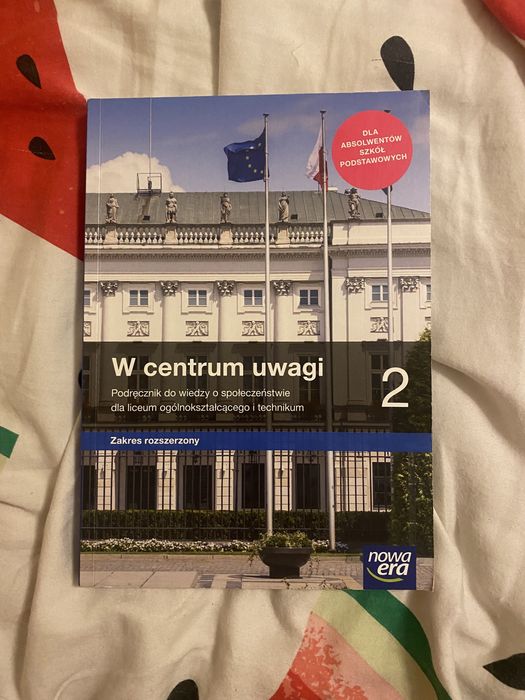 DLA
ABSOLWENTÓW
SZKÓŁ
PODSTAWOWYCH
W centrum uwagi
2
Podręcznik do wiedzy o społeczeństwie
dla liceum ogólnokształcącego i technikum
Zakres rozszerzony
nowa
era